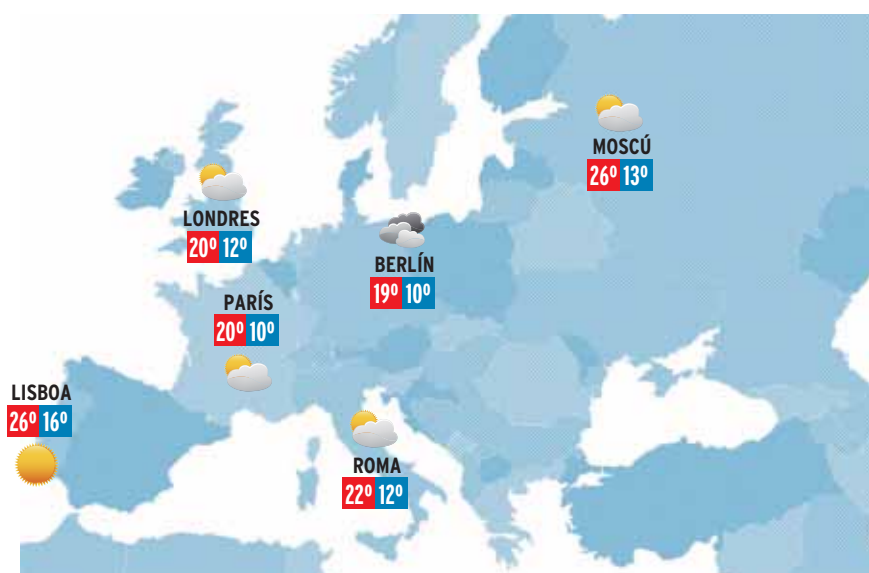 MOSCÚ
26º 13º
LONDRES
20º 12º
BERLÍN
19º 10º
PARÍS
20º 10º
LISBOA
26º 16º
ROMA
22º 12º